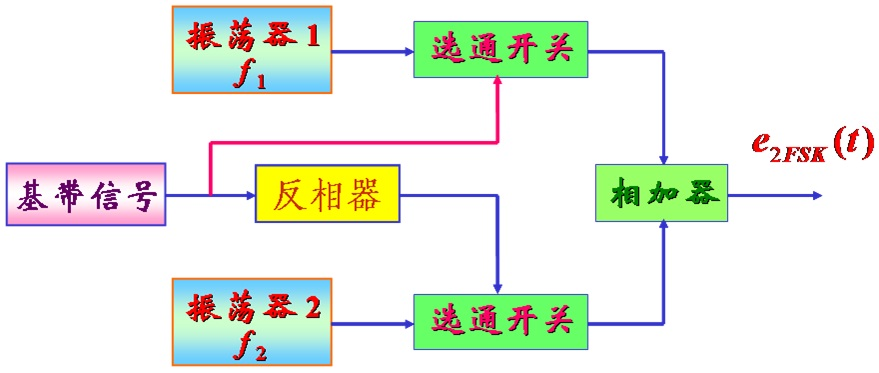 振荡器 1
f1
选通开关
e2FSK(t)
基带信号
反相器
相加器
振荡器 2
f2
选通开关